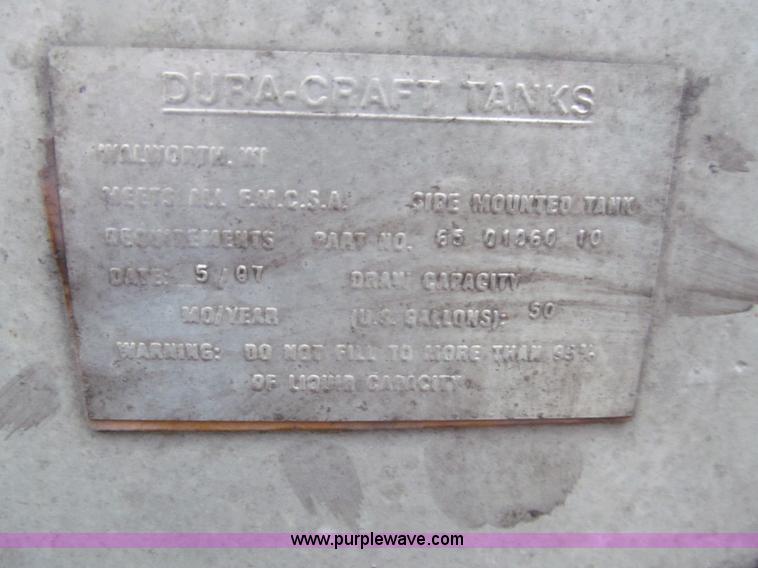 DURA-CRAFT TANKS
WALWORTH, WI
MEETS ALL F.M.C.S.A. SIDE MOUNTED TANK
REQUIREMENTS PART NO. 65 01060 10
DATE: 5/07 DRAW CAPACITY
MO/YEAR (U.S. GALLONS): 50
WARNING: DO NOT FILL TO MORE THAN 95%
OF LIQUID CAPACITY
www.purplewave.com